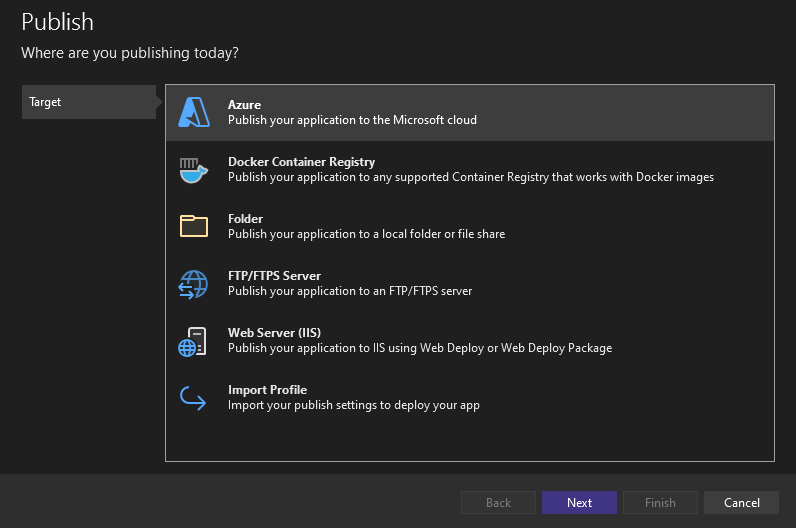 Publish
Where are you publishing today?
Target
Azure
Publish your application to the Microsoft cloud
Docker Container Registry
Publish your application to any supported Container Registry that works with Docker images
Folder
Publish your application to a local folder or file share
FTP/FTPS Server
Publish your application to an FTP/FTPS server
Web Server (IIS)
Publish your application to IIS using Web Deploy or Web Deploy Package
Import Profile
Import your publish settings to deploy your app
Back
Next
Finish
Cancel